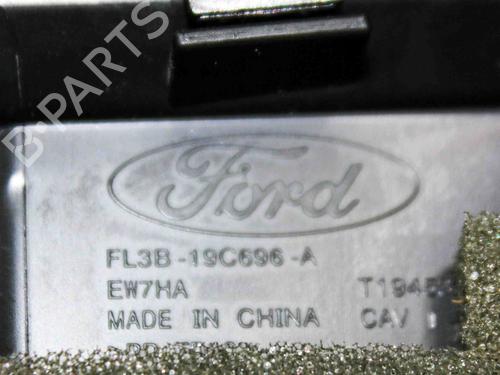 B-PARTS
Ford
FL3B-19C696-A
EW7HA
MADE IN CHINA CAV